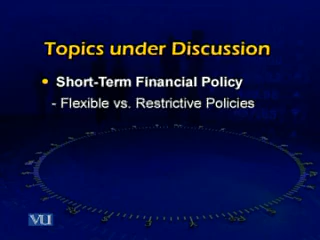 Topics under Discussion
• Short-Term Financial Policy
- Flexible vs. Restrictive Policies
VU